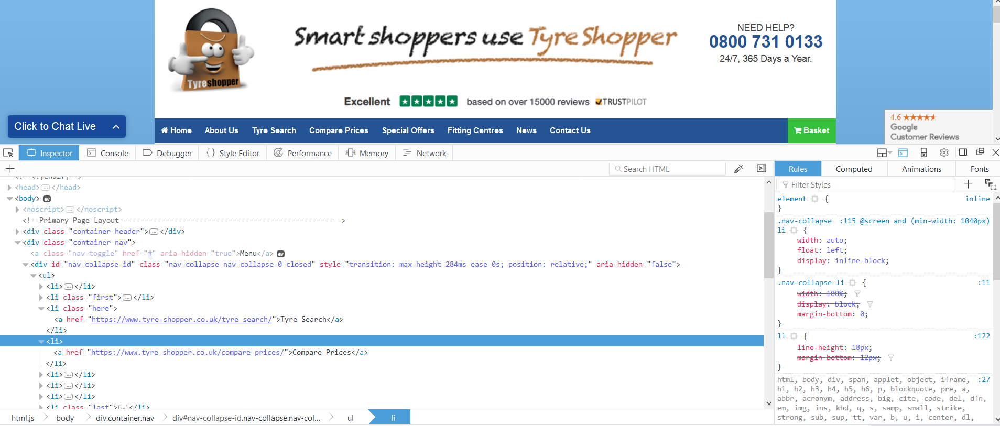 Smart shoppers use TyreShopper
NEED HELP?
0800 731 0133
24/7, 365 Days a Year.
Tyreshopper
Excellent based on over 15000 reviews TRUSTPILOT
Click to Chat Live
Home About Us Tyre Search Compare Prices Special Offers Fitting Centres News Contact Us Basket
4.6
Google
Customer Reviews
Inspector Console Debugger Style Editor Performance Memory Network
Search HTML
<!--<![endif]-->
<head></head>
<body> ev
<noscript></noscript>
<!--Primary Page Layout =================================================-->
<div class="container header"></div>
<div class="container nav">
<a class="nav-toggle" href="#" aria-hidden="true">Menu</a> ev
<div id="nav-collapse-id" class="nav-collapse nav-collapse-0 closed" style="transition: max-height 284ms ease 0s; position: relative;" aria-hidden="false">
<ul>
<li></li>
<li class="first"></li>
<li class="here">
<a href="https://www.tyre-shopper.co.uk/tyre_search/">Tyre Search</a>
</li>
<li>
<a href="https://www.tyre-shopper.co.uk/compare-prices/">Compare Prices</a>
</li>
<li></li>
<li></li>
<li></li>
<li class="last"></li>
html.js body div.container.nav div#nav-collapse-id.nav-collapse.nav-col... ul li
Rules Computed Animations Fonts
Filter Styles
element { inline
}
.nav-collapse :115 @screen and (min-width: 1040px)
li {
width: auto;
float: left;
display: inline-block;
}
.nav-collapse li { :11
width: 100%;
display: block;
margin-bottom: 0;
}
li { :122
line-height: 18px;
margin-bottom: 12px;
}
html, body, div, span, applet, object, iframe, :27
h1, h2, h3, h4, h5, h6, p, blockquote, pre, a,
abbr, acronym, address, big, cite, code, del, dfn,
em, img, ins, kbd, q, s, samp, small, strike,
strong, sub, sup, tt, var, b, u, i, center, dl,